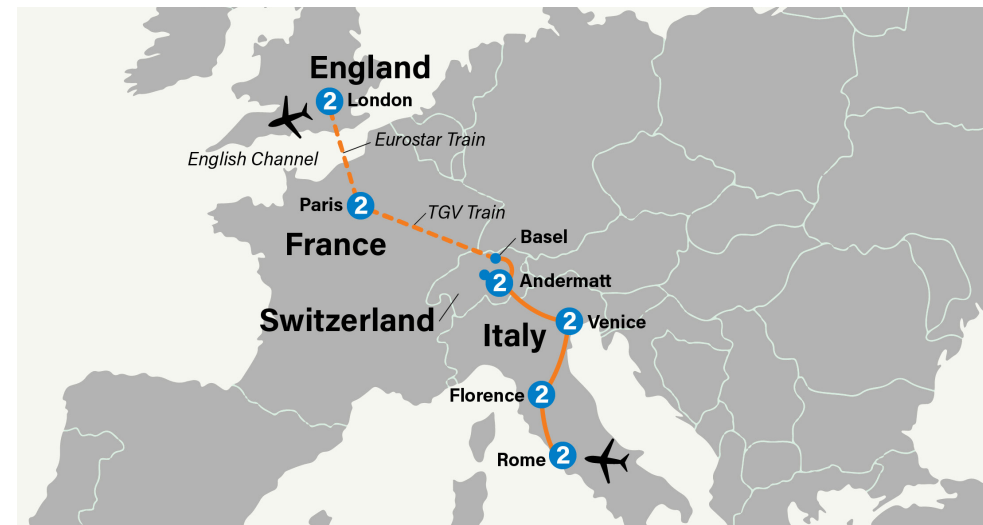 England
2 London
Eurostar Train
English Channel
Paris 2
TGV Train
France
Basel
2 Andermatt
Switzerland
2 Venice
Italy
Florence 2
Rome 2